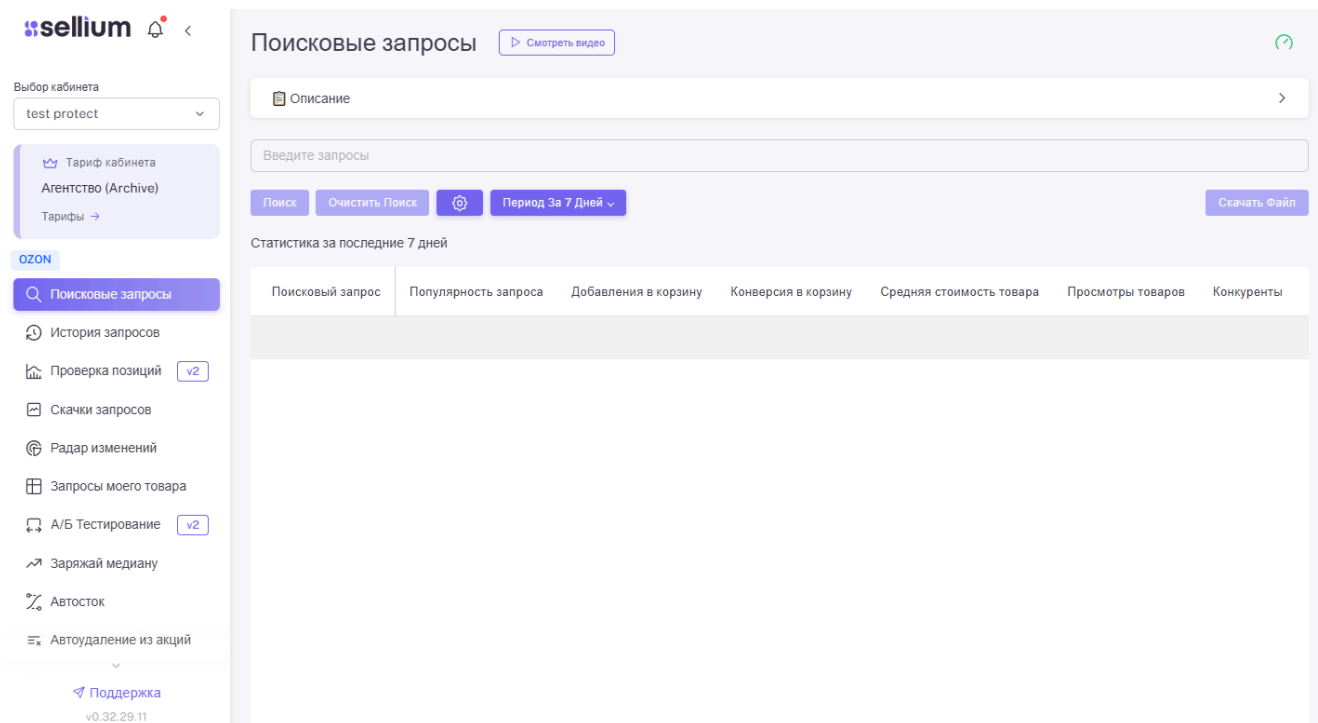 sellium
Выбор кабинета
test protect
Тариф кабинета
Агентство (Archive)
Тарифы →
OZON
Поисковые запросы
История запросов
Проверка позиций v2
Скачки запросов
Радар изменений
Запросы моего товара
А/Б Тестирование v2
Заряжай медиану
Автосток
Автоудаление из акций
Поддержка
v0.32.29.11
Поисковые запросы Смотреть видео
Описание
Введите запросы
Поиск Очистить Поиск Период За 7 Дней Скачать Файл
Статистика за последние 7 дней
Поисковый запрос Популярность запроса Добавления в корзину Конверсия в корзину Средняя стоимость товара Просмотры товаров Конкуренты